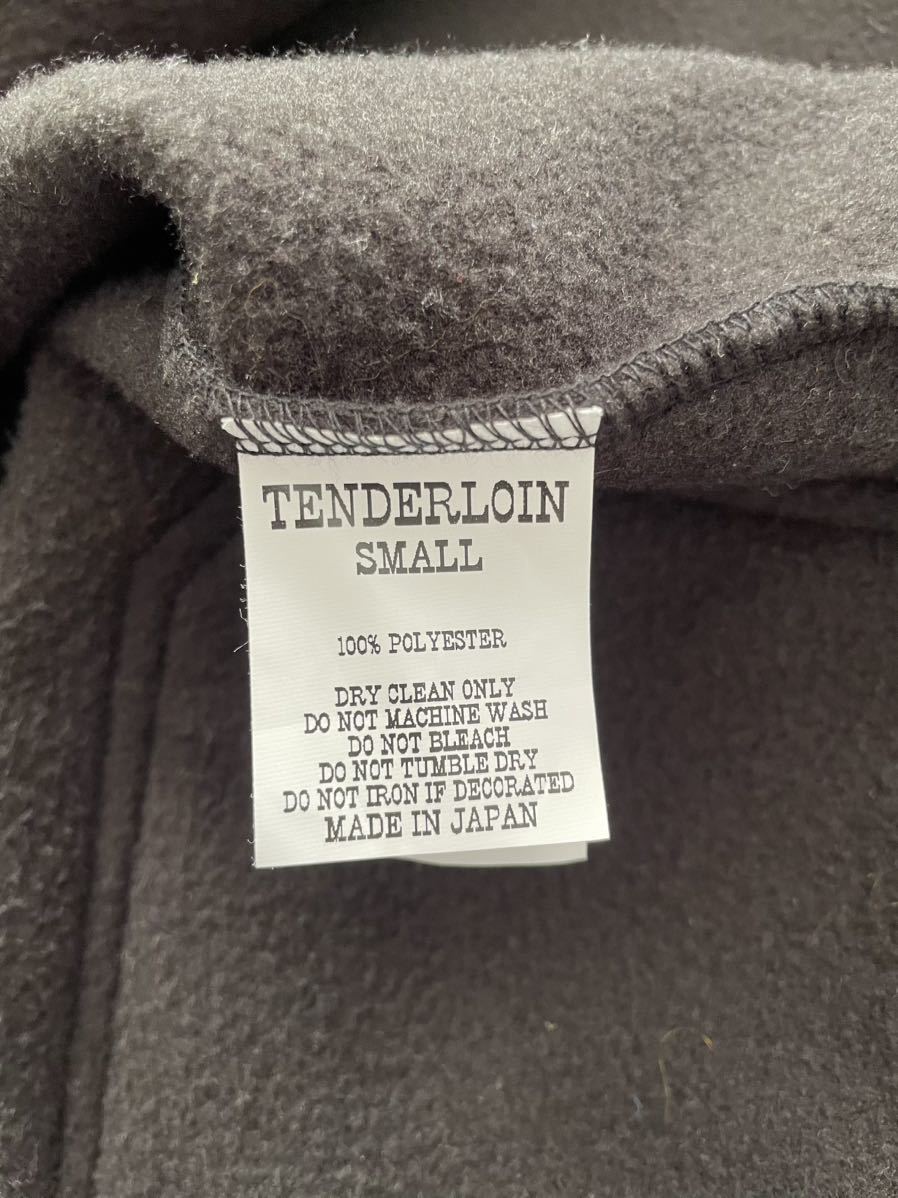 TENDERLOIN
SMALL
100% POLYESTER
DRY CLEAN ONLY
DO NOT MACHINE WASH
DO NOT BLEACH
DO NOT TUMBLE DRY
DO NOT IRON IF DECORATED
MADE IN JAPAN